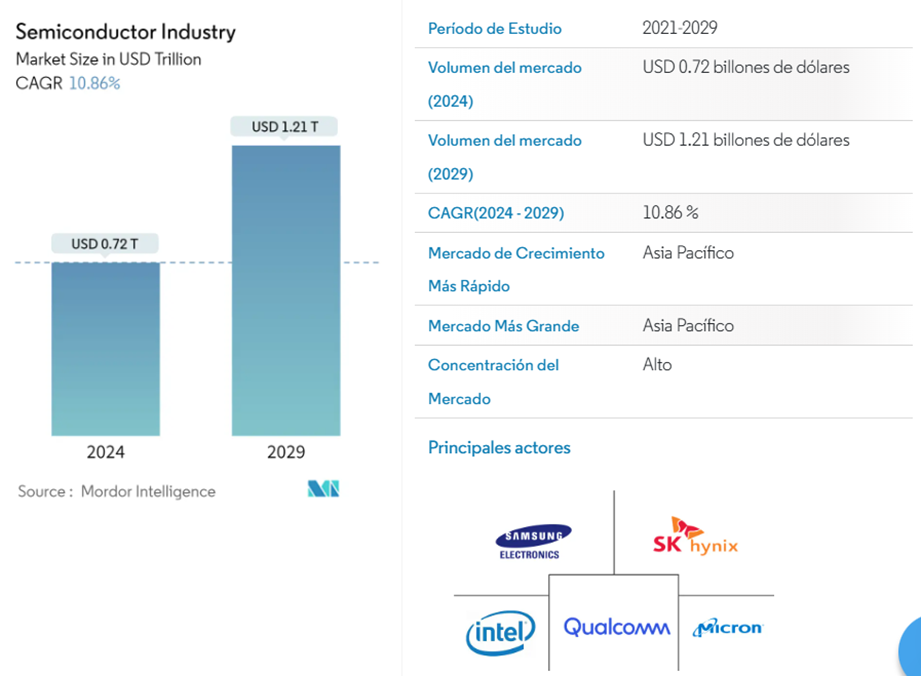 Semiconductor Industry
Market Size in USD Trillion
CAGR 10.86%
USD 1.21 T
USD 0.72 T
2024
2029
Source : Mordor Intelligence
Período de Estudio
2021-2029
Volumen del mercado
(2024)
USD 0.72 billones de dólares
Volumen del mercado
(2029)
USD 1.21 billones de dólares
CAGR(2024 - 2029)
10.86 %
Mercado de Crecimiento
Más Rápido
Asia Pacífico
Mercado Más Grande
Asia Pacífico
Concentración del
Mercado
Alto
Principales actores
SAMSUNG
ELECTRONICS
SK hynix
intel
Qualcomm
Micron